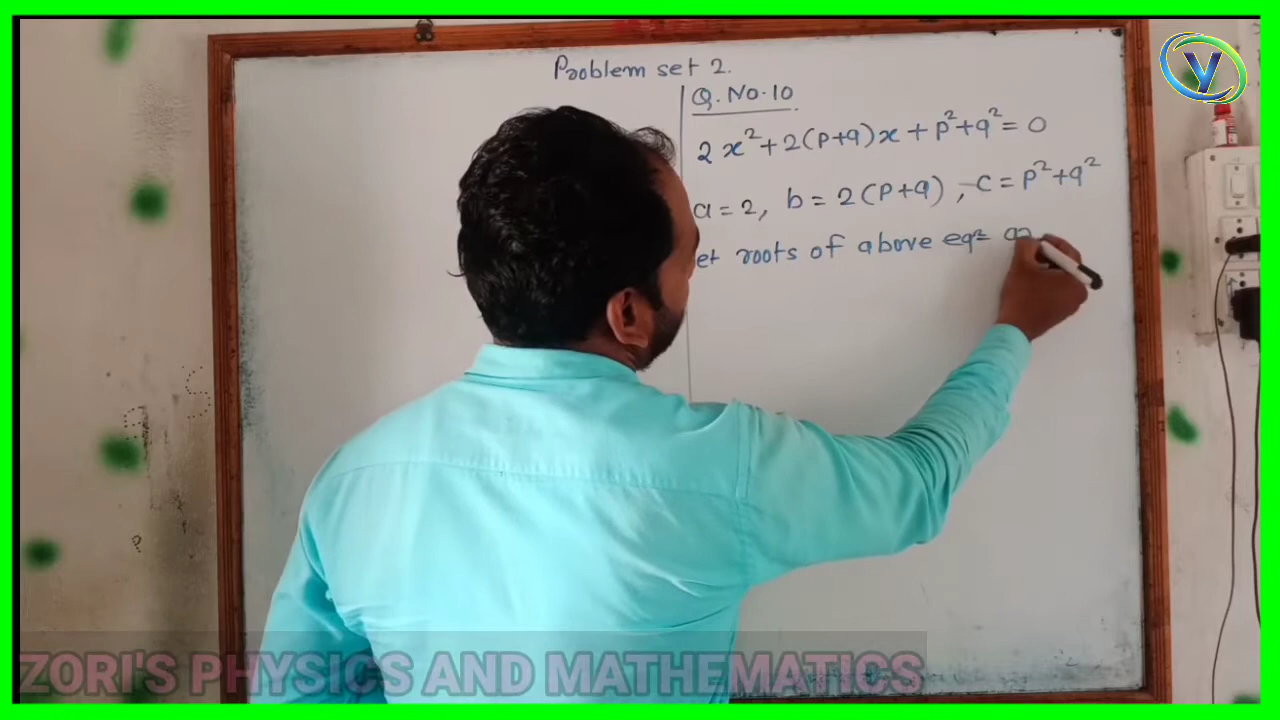 Problem set 2.
Q. No. 10
2x² + 2(p+q)x + p² + q² = 0
a = 2, b = 2(p+q), c = p² + q²
et roots of above eqⁿ
ZORI'S PHYSICS AND MATHEMATICS